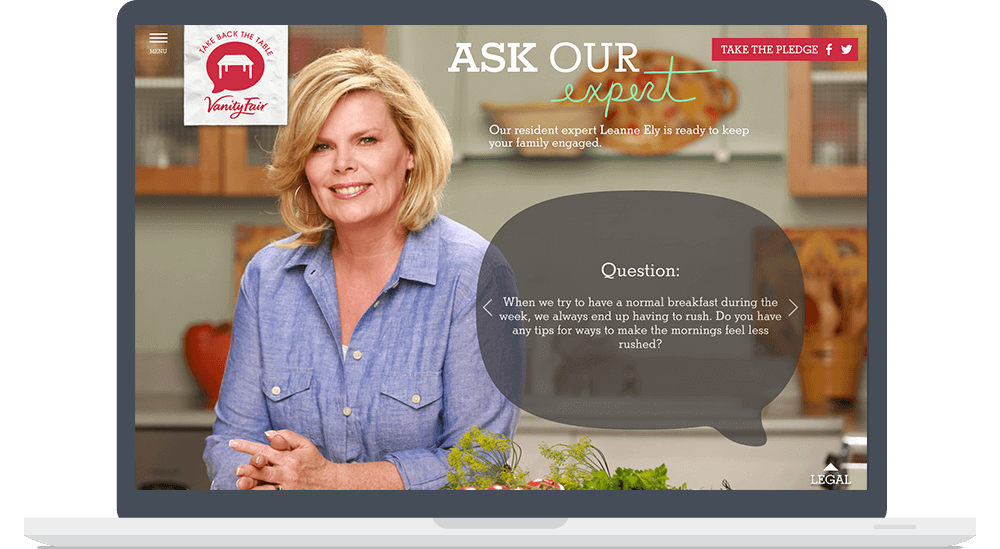 MENU
TAKE BACK THE TABLE
VanityFair
ASK OUR
expert
TAKE THE PLEDGE
Our resident expert Leanne Ely is ready to keep
your family engaged.
Question:
When we try to have a normal breakfast during the
week, we always end up having to rush. Do you have
any tips for ways to make the mornings feel less
rushed?
LEGAL